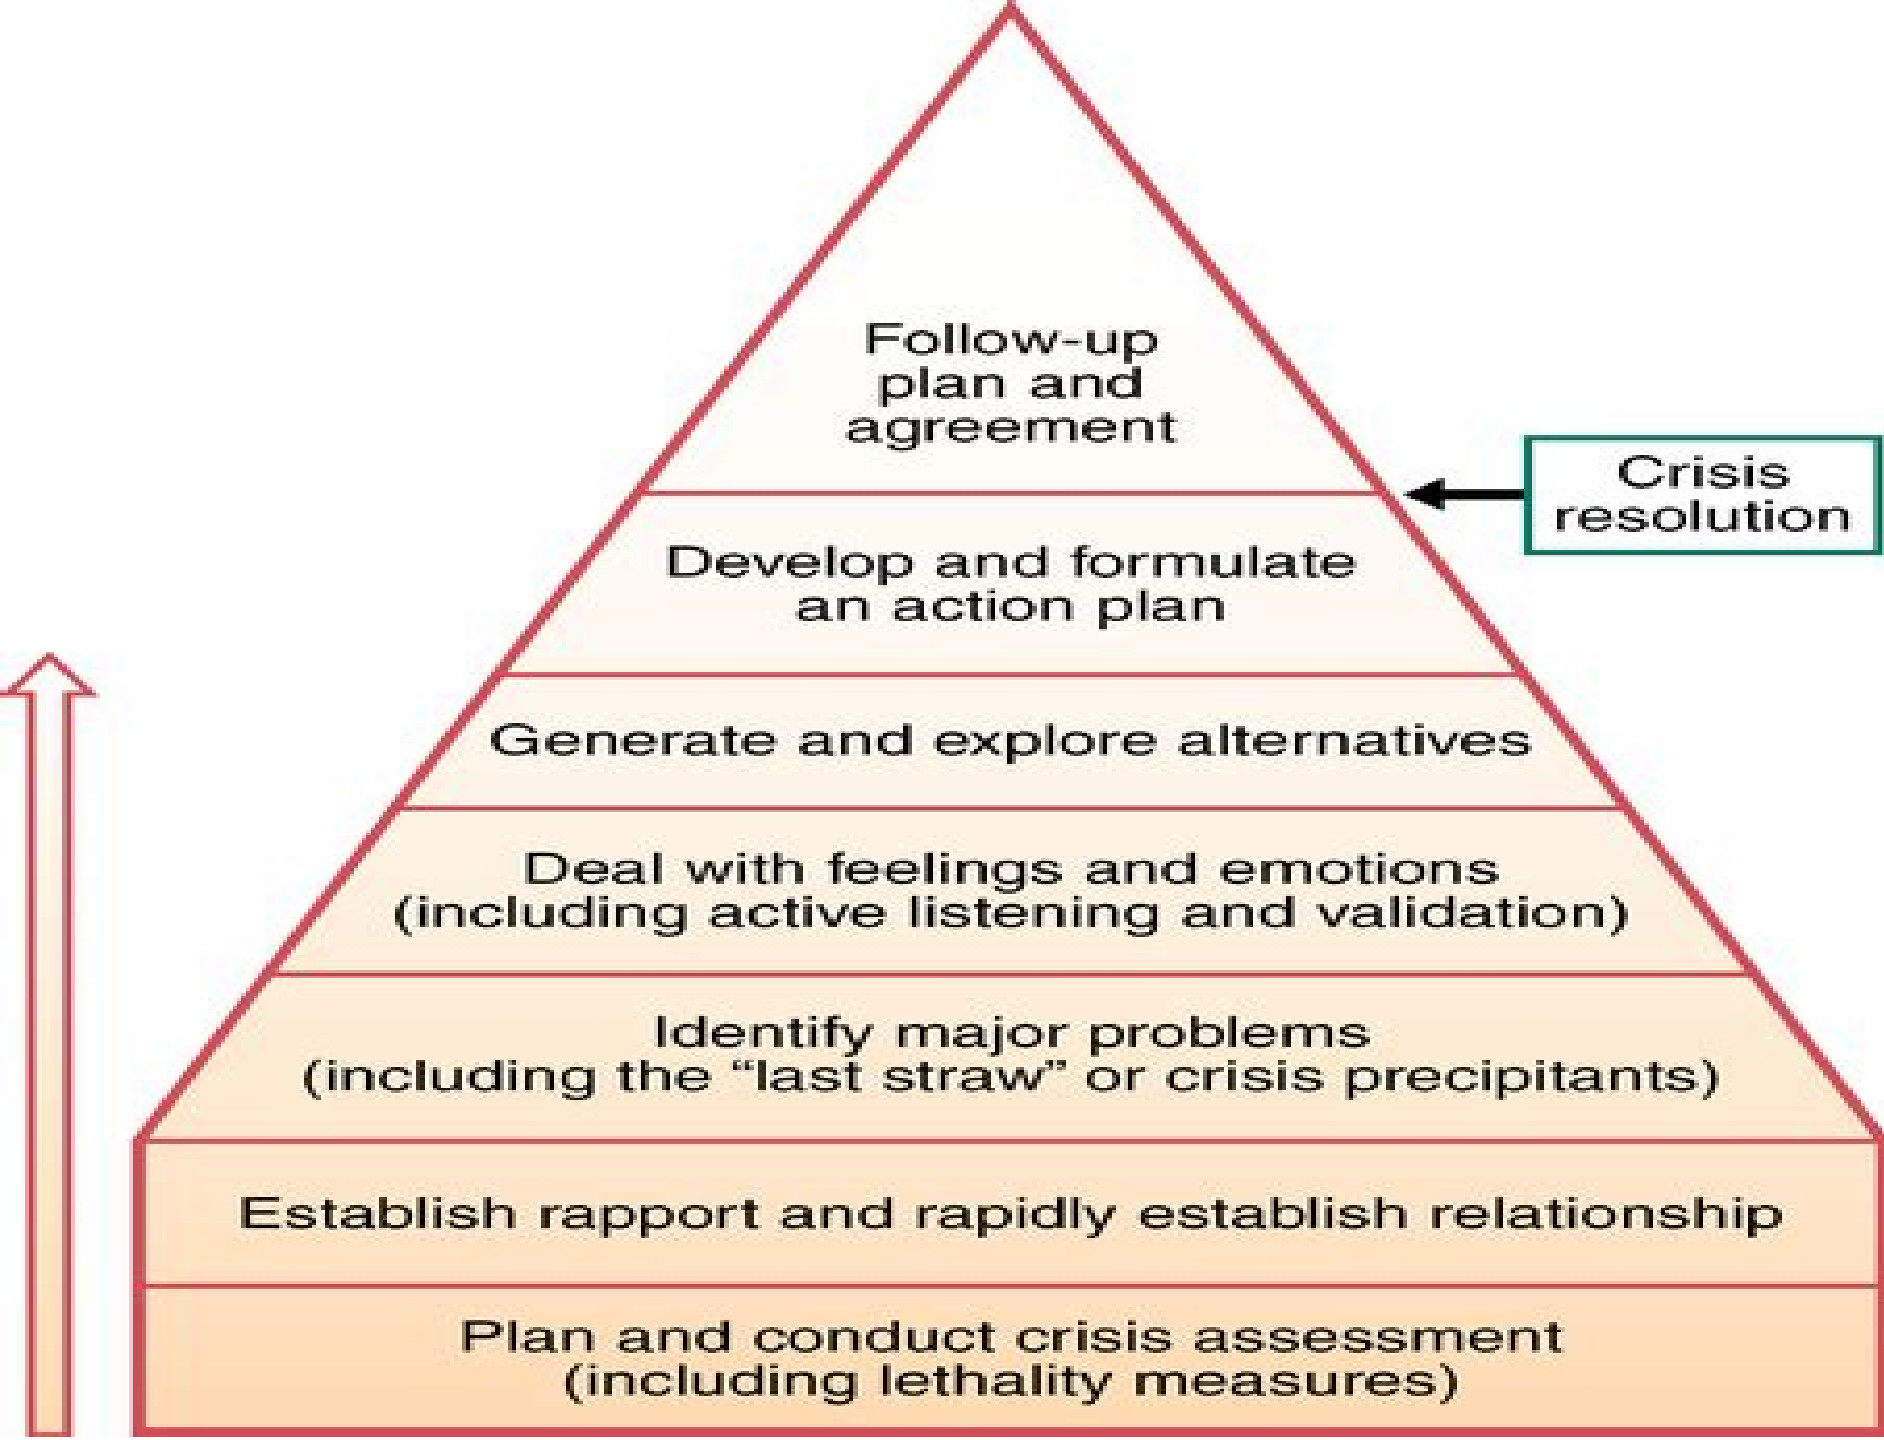 Follow-up
plan and
agreement
Crisis
resolution
Develop and formulate
an action plan
Generate and explore alternatives
Deal with feelings and emotions
(including active listening and validation)
Identify major problems
(including the “last straw” or crisis precipitants)
Establish rapport and rapidly establish relationship
Plan and conduct crisis assessment
(including lethality measures)